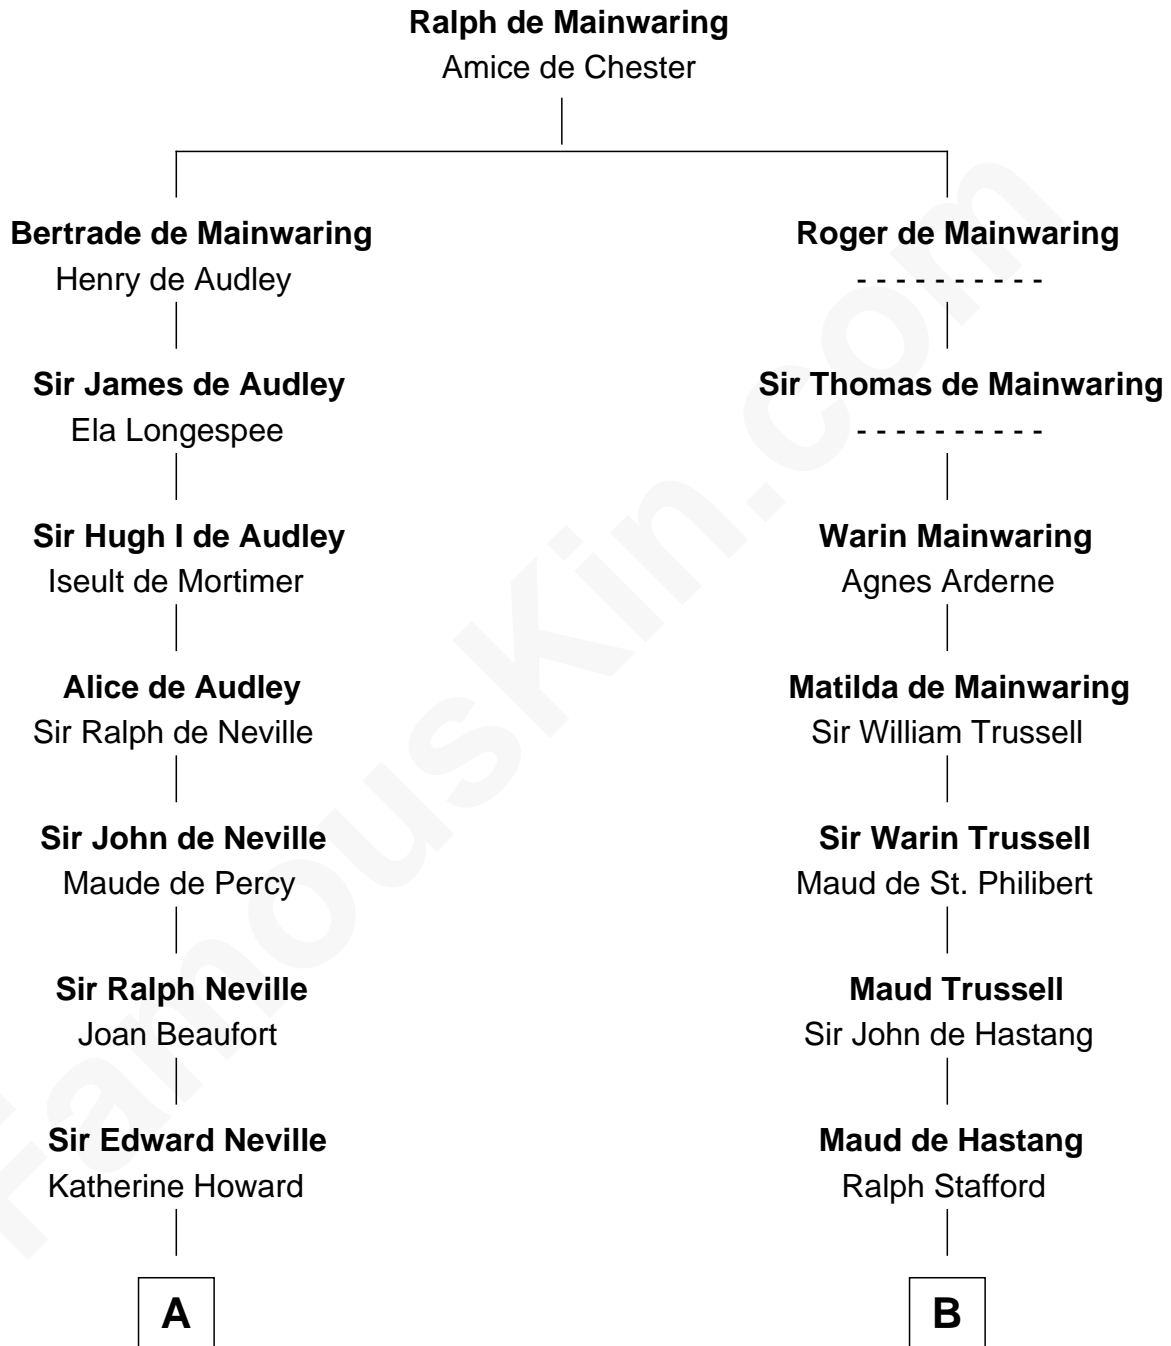 Ralph de Mainwaring
Amice de Chester
Bertrade de Mainwaring
Henry de Audley
Roger de Mainwaring
- - - - - - - - - -
Sir James de Audley
Ela Longespee
Sir Thomas de Mainwaring
- - - - - - - - - -
Sir Hugh I de Audley
Iseult de Mortimer
Warin Mainwaring
Agnes Arderne
Alice de Audley
Sir Ralph de Neville
Matilda de Mainwaring
Sir William Trussell
Sir John de Neville
Maude de Percy
Sir Warin Trussell
Maud de St. Philibert
Sir Ralph Neville
Joan Beaufort
Maud Trussell
Sir John de Hastang
Sir Edward Neville
Katherine Howard
Maud de Hastang
Ralph Stafford
A
B
FamousKin.com